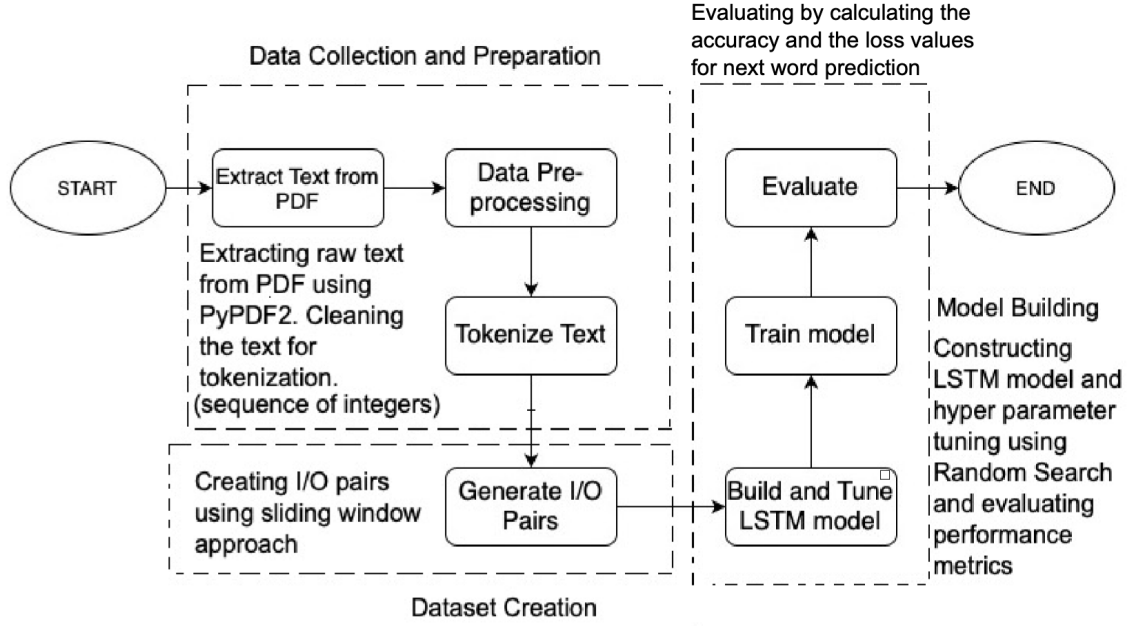 Evaluating by calculating the
accuracy and the loss values
for next word prediction
Data Collection and Preparation
START
Extract Text from
PDF
Data Pre-
processing
Evaluate
END
Extracting raw text
from PDF using
PyPDF2. Cleaning
the text for
tokenization.
(sequence of integers)
Tokenize Text
Train model
Model Building
Constructing
LSTM model and
hyper parameter
tuning using
Random Search
and evaluating
performance
metrics
Creating I/O pairs
using sliding window
approach
Generate I/O
Pairs
Build and Tune
LSTM model
Dataset Creation